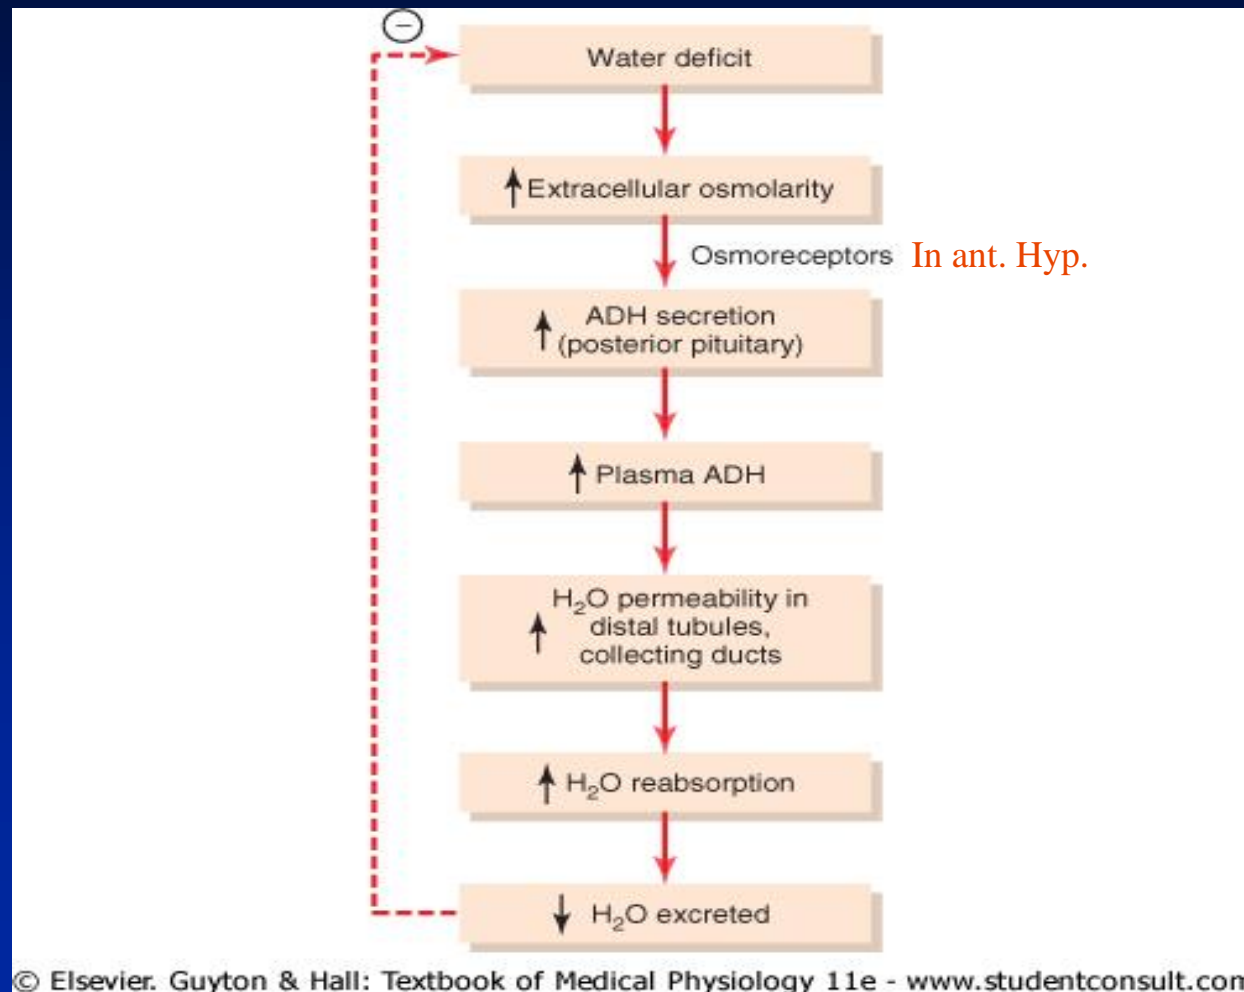 −
Water deficit
↑ Extracellular osmolarity
Osmoreceptors In ant. Hyp.
↑ ADH secretion
(posterior pituitary)
↑ Plasma ADH
↑ H₂O permeability in
distal tubules,
collecting ducts
↑ H₂O reabsorption
↓ H₂O excreted
© Elsevier. Guyton & Hall: Textbook of Medical Physiology 11e - www.studentconsult.com